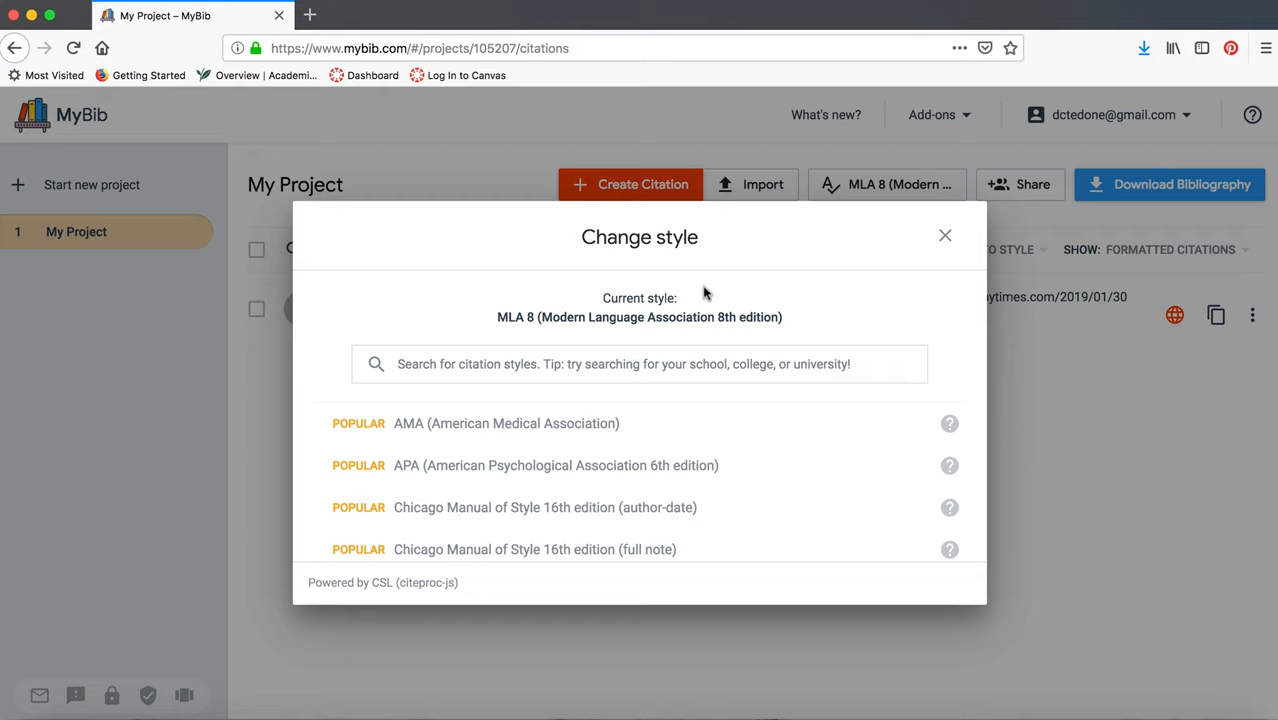 My Project – MyBib
https://www.mybib.com/#/projects/105207/citations
Most Visited Getting Started Overview | Academi... Dashboard Log In to Canvas
MyBib What's new? Add-ons dctedone@gmail.com
Start new project
My Project Create Citation Import MLA 8 (Modern ... Share Download Bibliography
1 My Project
Change style
O STYLE SHOW: FORMATTED CITATIONS
Current style:
MLA 8 (Modern Language Association 8th edition)
ytimes.com/2019/01/30
Search for citation styles. Tip: try searching for your school, college, or university!
POPULAR AMA (American Medical Association)
POPULAR APA (American Psychological Association 6th edition)
POPULAR Chicago Manual of Style 16th edition (author-date)
POPULAR Chicago Manual of Style 16th edition (full note)
Powered by CSL (citeproc-js)